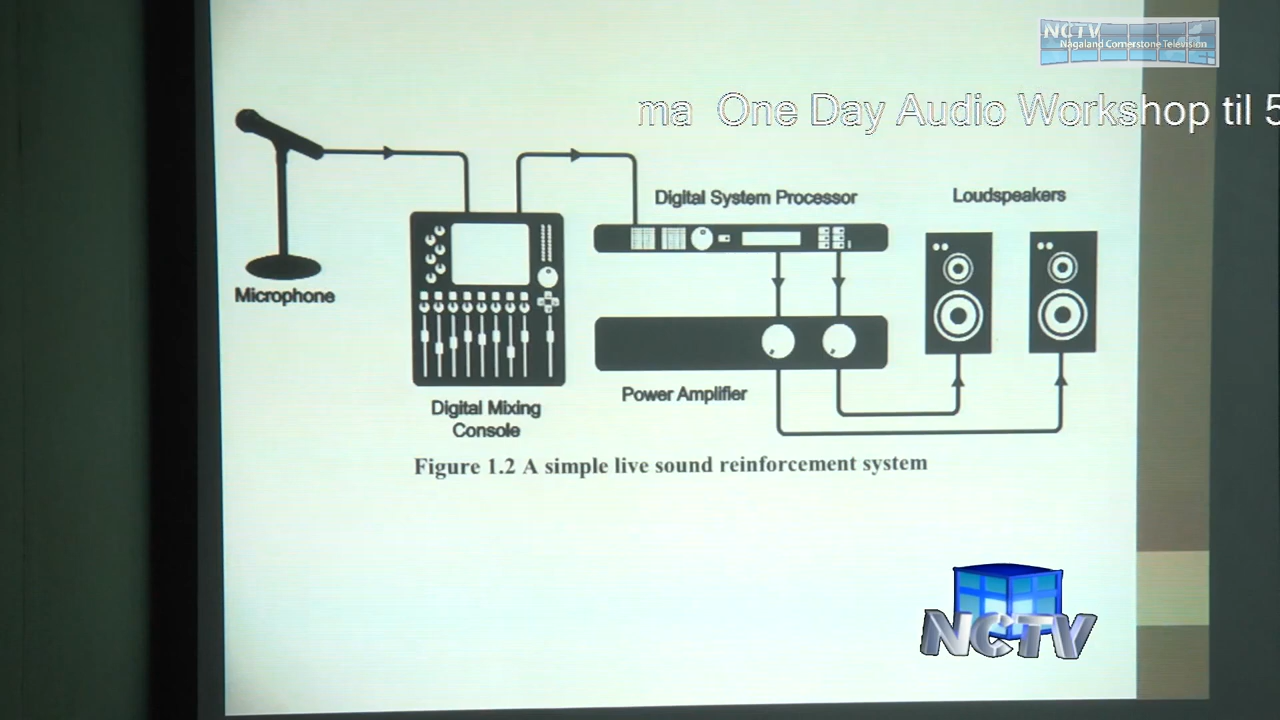 NCTV
Nagaland Cornerstone Television
ma One Day Audio Workshop til 5
Digital System Processor
Loudspeakers
Microphone
Power Amplifier
Digital Mixing
Console
Figure 1.2 A simple live sound reinforcement system
NCTV